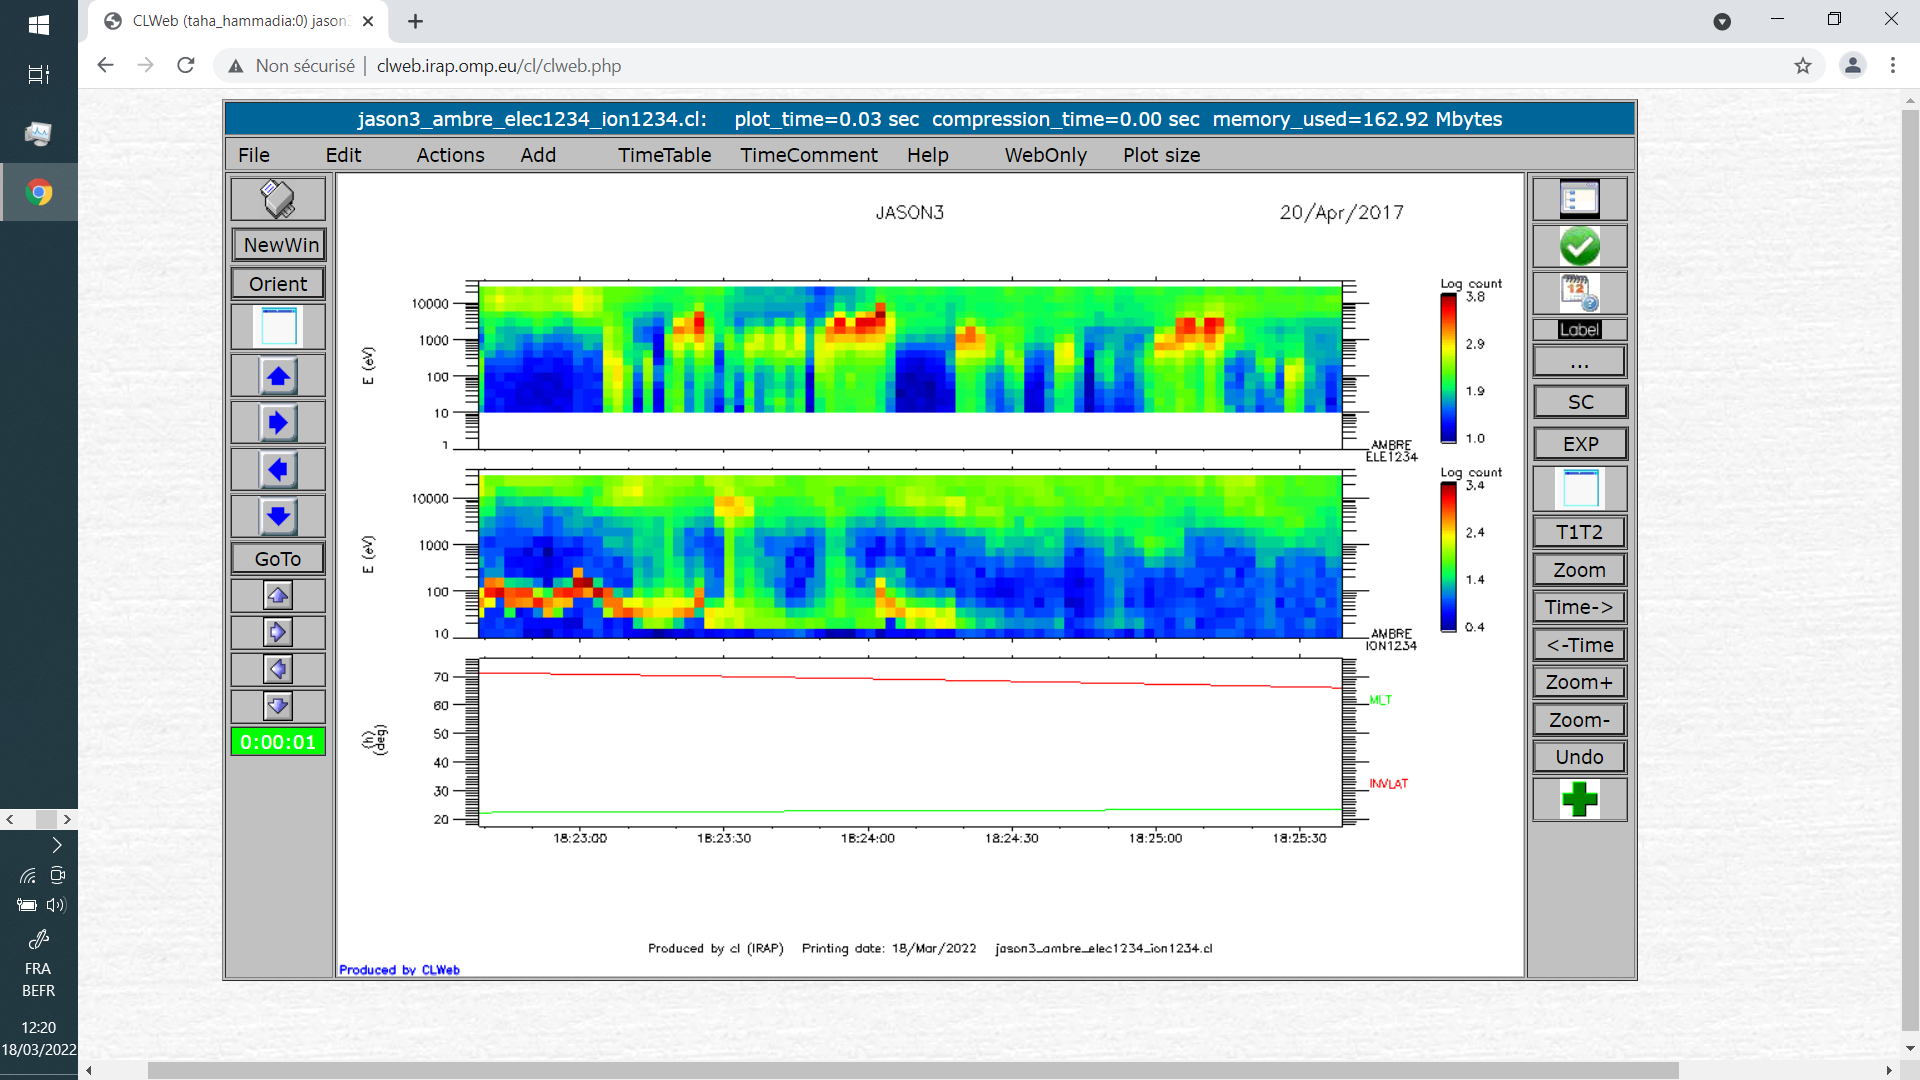 CLWeb (taha_hammadia:0) jason3
Non sécurisé | clweb.irap.omp.eu/cl/clweb.php
jason3_ambre_elec1234_ion1234.cl: plot_time=0.03 sec compression_time=0.00 sec memory_used=162.92 Mbytes
File Edit Actions Add TimeTable TimeComment Help WebOnly Plot size
NewWin
Orient
GoTo
0:00:01
JASON3 20/Apr/2017
Log count
3.8
2.9
1.9
1.0
E (eV)
10000
1000
100
10
1
AMBRE
ELE1234
Log count
3.4
2.4
1.4
0.4
E (eV)
10000
1000
100
10
AMBRE
ION1234
(h)
(deg)
70
60
50
40
30
20
MLT
INVLAT
18:23:00 18:23:30 18:24:00 18:24:30 18:25:00 18:25:30
Produced by cl (IRAP) Printing date: 18/Mar/2022 jason3_ambre_elec1234_ion1234.cl
Produced by CLWeb
12
Label
...
SC
EXP
T1T2
Zoom
Time->
<-Time
Zoom+
Zoom-
Undo
FRA
BEFR
12:20
18/03/2022